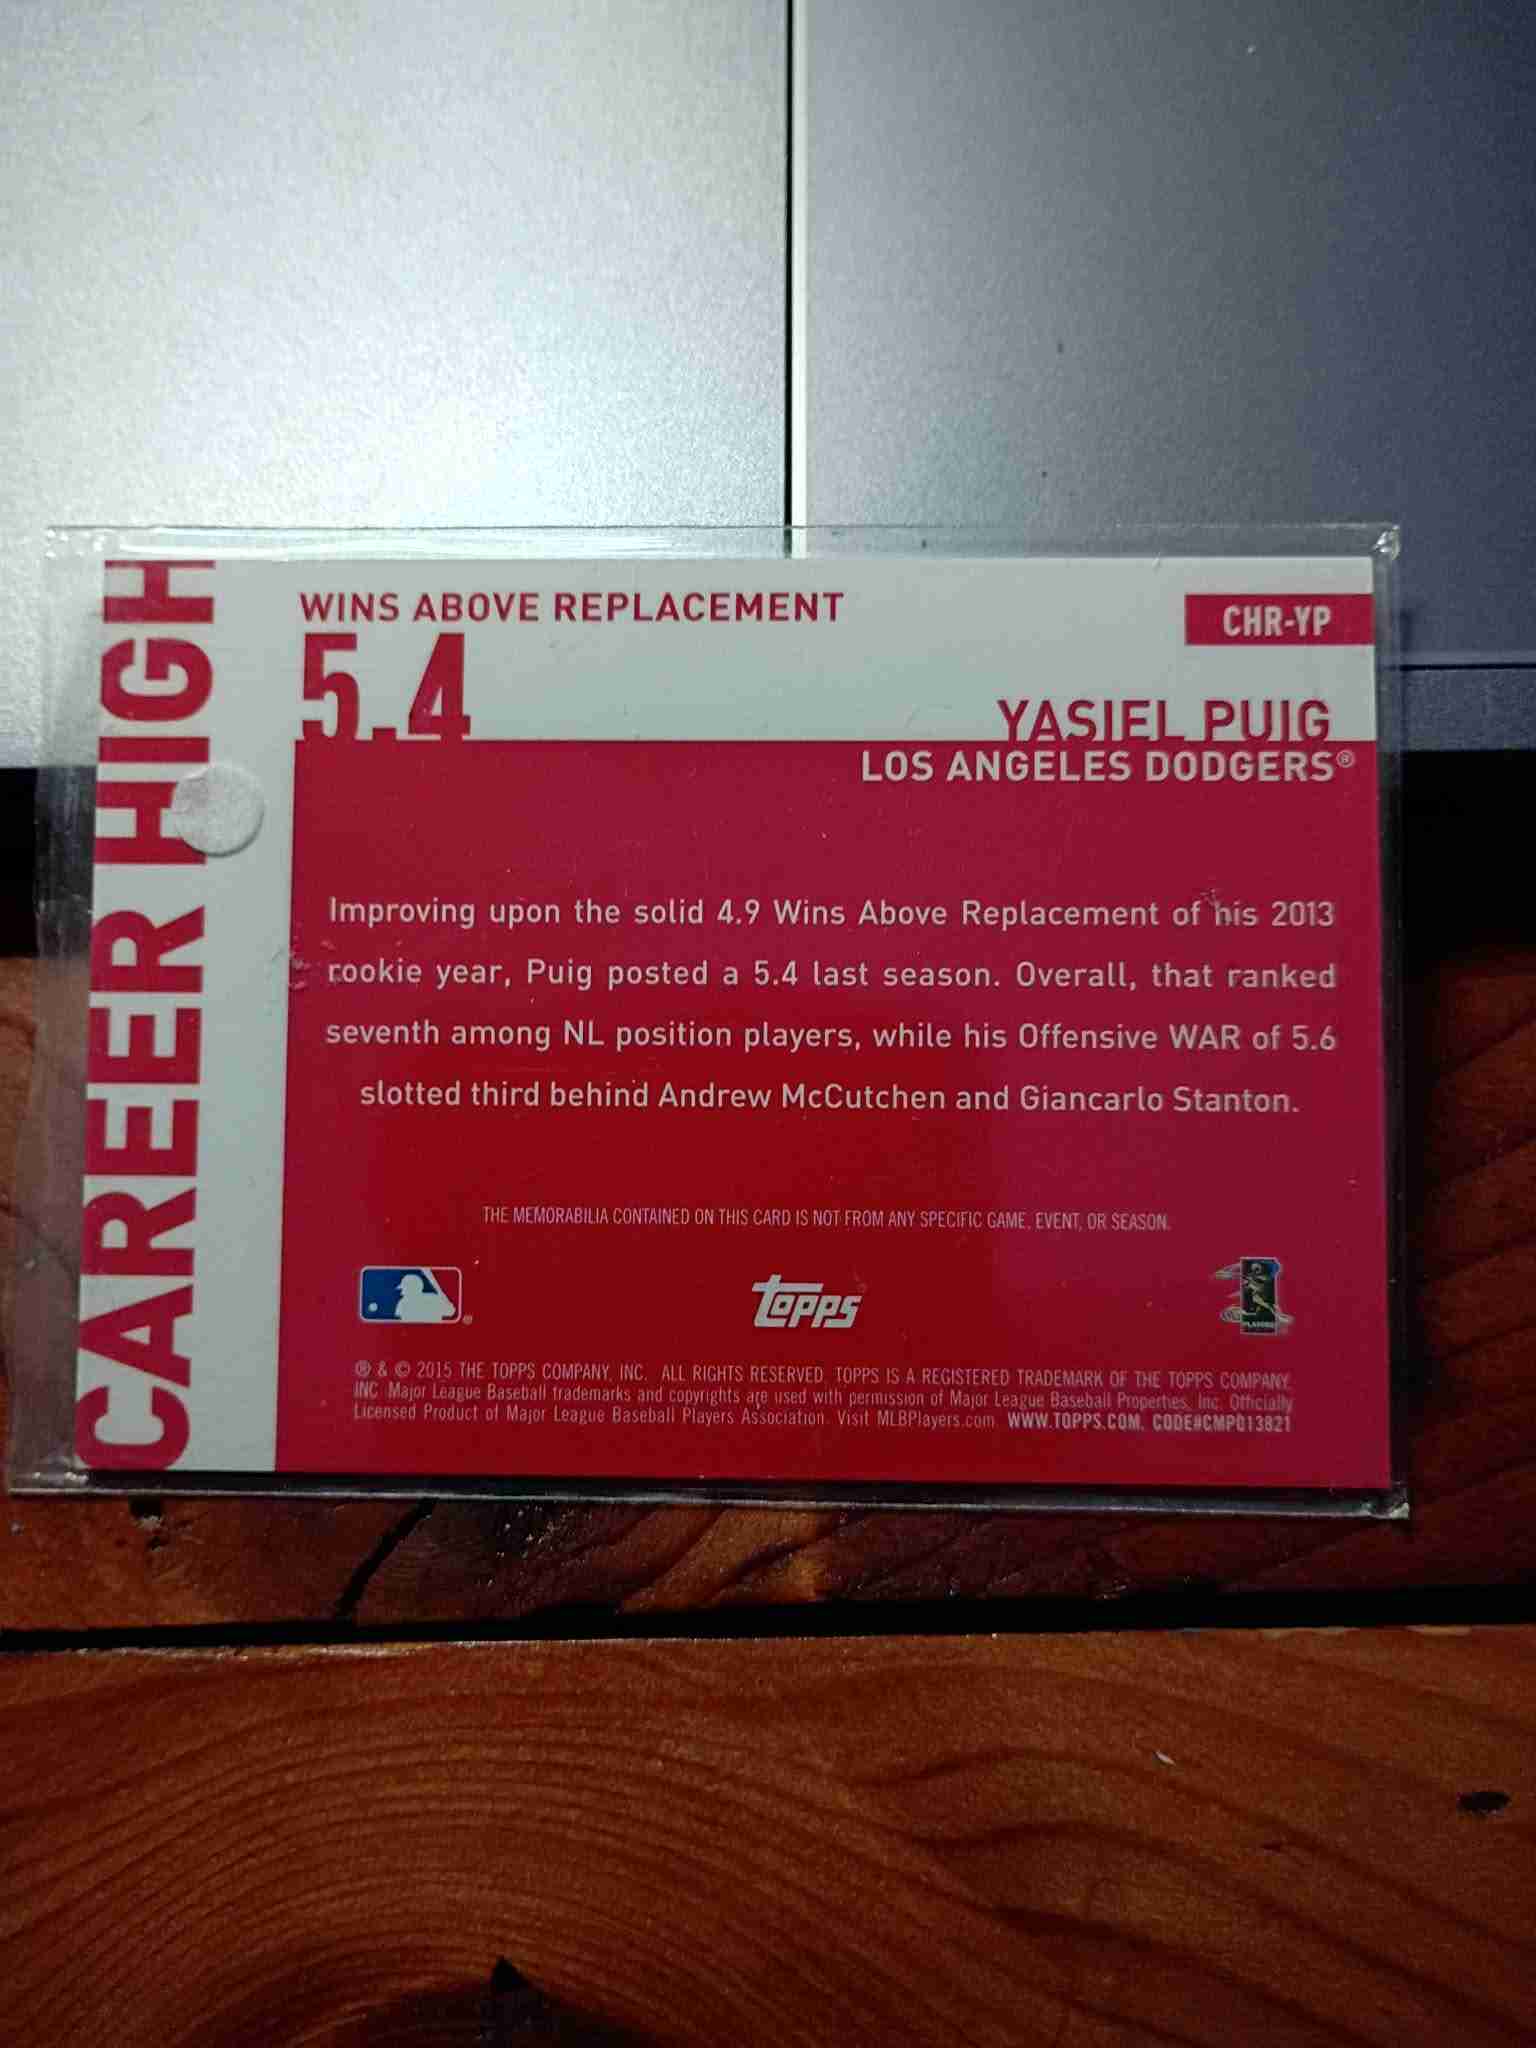 CAREER HIGH
WINS ABOVE REPLACEMENT
5.4
CHR-YP
YASIEL PUIG
LOS ANGELES DODGERS®
Improving upon the solid 4.9 Wins Above Replacement of his 2013
rookie year, Puig posted a 5.4 last season. Overall, that ranked
seventh among NL position players, while his Offensive WAR of 5.6
slotted third behind Andrew McCutchen and Giancarlo Stanton.
THE MEMORABILIA CONTAINED ON THIS CARD IS NOT FROM ANY SPECIFIC GAME, EVENT, OR SEASON.
topps
PLAYERS
® & © 2015 THE TOPPS COMPANY, INC. ALL RIGHTS RESERVED. TOPPS IS A REGISTERED TRADEMARK OF THE TOPPS COMPANY,
INC. Major League Baseball trademarks and copyrights are used with permission of Major League Baseball Properties, Inc. Officially
Licensed Product of Major League Baseball Players Association. Visit MLBPlayers.com. WWW.TOPPS.COM. CODE#CMP013821